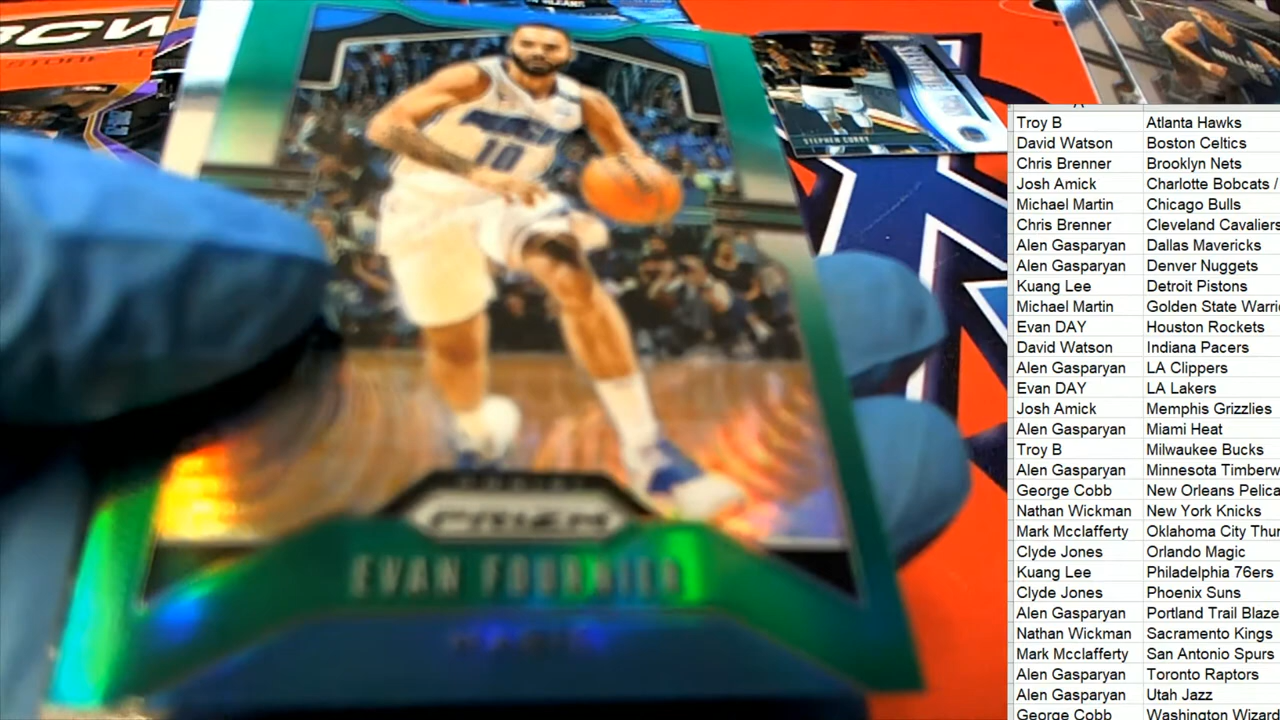 BCW
STEPHEN CURRY
10
PRIZM
EVAN FOURNIER
Troy B Atlanta Hawks
David Watson Boston Celtics
Chris Brenner Brooklyn Nets
Josh Amick Charlotte Bobcats /
Michael Martin Chicago Bulls
Chris Brenner Cleveland Cavaliers
Alen Gasparyan Dallas Mavericks
Alen Gasparyan Denver Nuggets
Kuang Lee Detroit Pistons
Michael Martin Golden State Warri
Evan DAY Houston Rockets
David Watson Indiana Pacers
Alen Gasparyan LA Clippers
Evan DAY LA Lakers
Josh Amick Memphis Grizzlies
Alen Gasparyan Miami Heat
Troy B Milwaukee Bucks
Alen Gasparyan Minnesota Timberw
George Cobb New Orleans Pelica
Nathan Wickman New York Knicks
Mark Mcclafferty Oklahoma City Thun
Clyde Jones Orlando Magic
Kuang Lee Philadelphia 76ers
Clyde Jones Phoenix Suns
Alen Gasparyan Portland Trail Blaze
Nathan Wickman Sacramento Kings
Mark Mcclafferty San Antonio Spurs
Alen Gasparyan Toronto Raptors
Alen Gasparyan Utah Jazz
George Cobb Washington Wizard